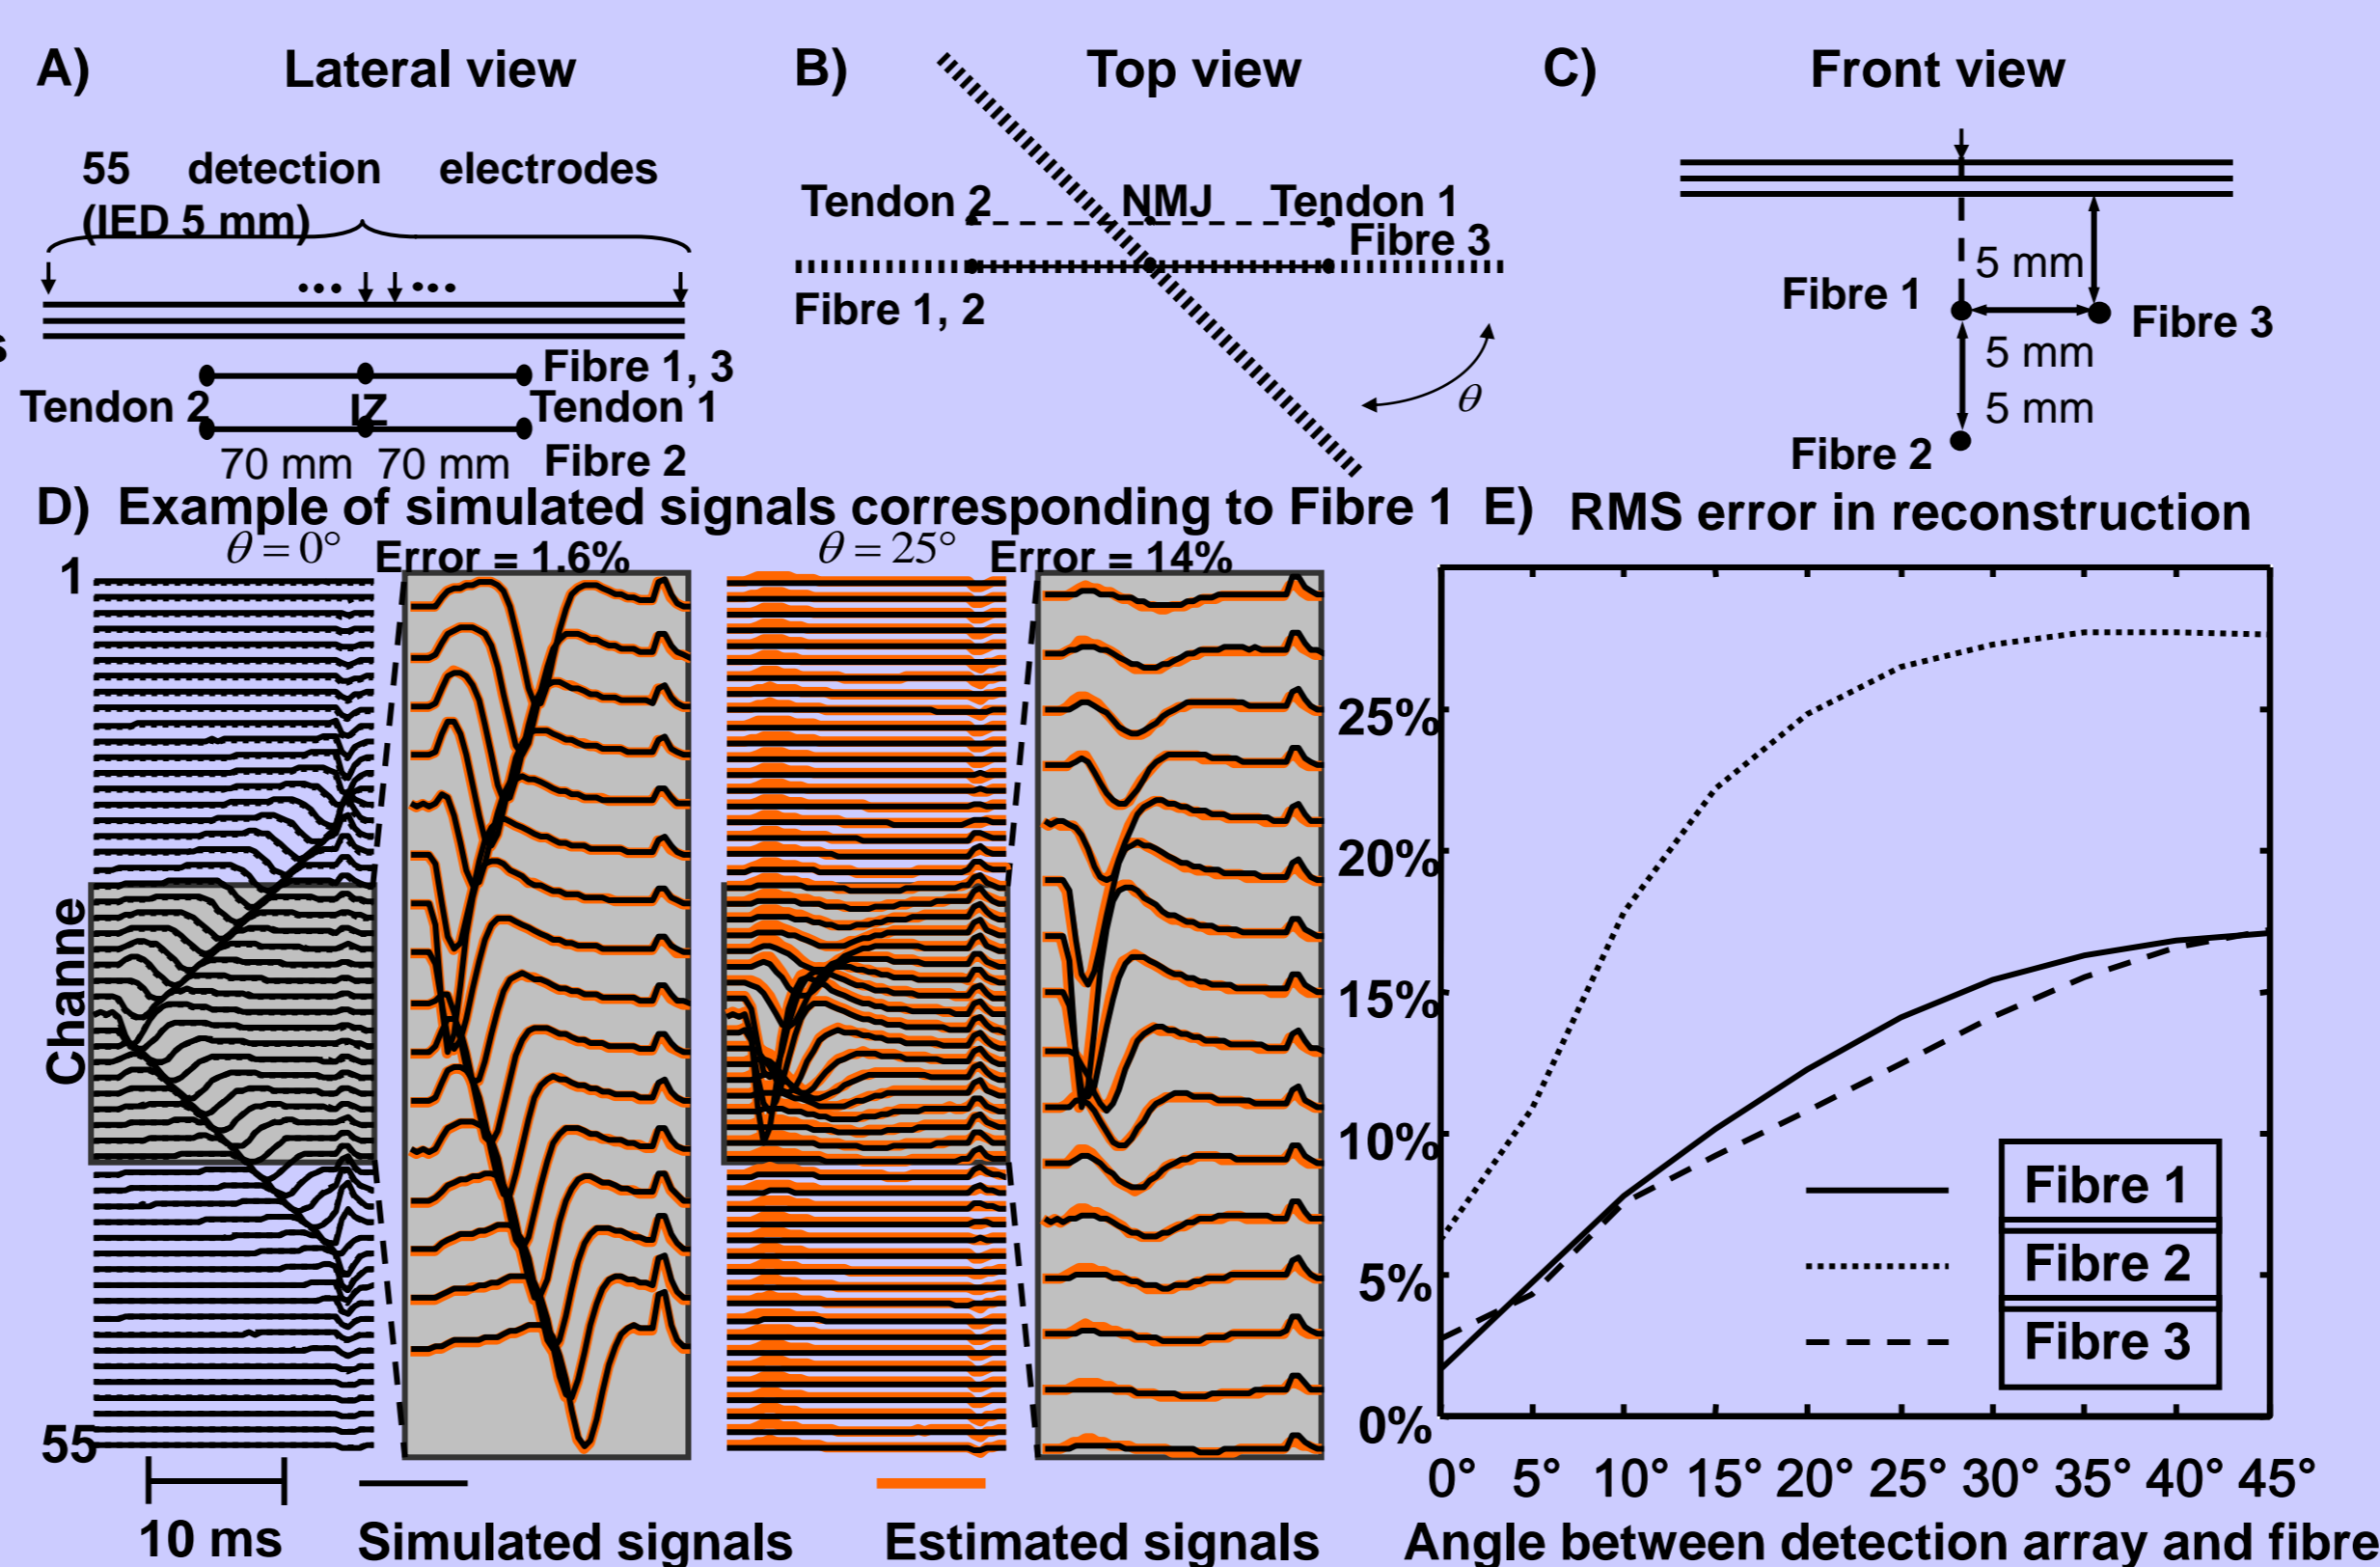 A) Lateral view
55 detection electrodes
(IED 5 mm)
Fibre 1, 3
Tendon 2 IZ Tendon 1
70 mm 70 mm Fibre 2
B) Top view
Tendon 2 NMJ Tendon 1
Fibre 3
Fibre 1, 2
θ
C) Front view
5 mm
Fibre 1
Fibre 3
5 mm
5 mm
Fibre 2
D) Example of simulated signals corresponding to Fibre 1
θ = 0° Error = 1.6% θ = 25° Error = 14%
1
Channe
55
10 ms Simulated signals Estimated signals
E) RMS error in reconstruction
25%
20%
15%
10%
5%
0%
Fibre 1
Fibre 2
Fibre 3
0° 5° 10° 15° 20° 25° 30° 35° 40° 45°
Angle between detection array and fibre